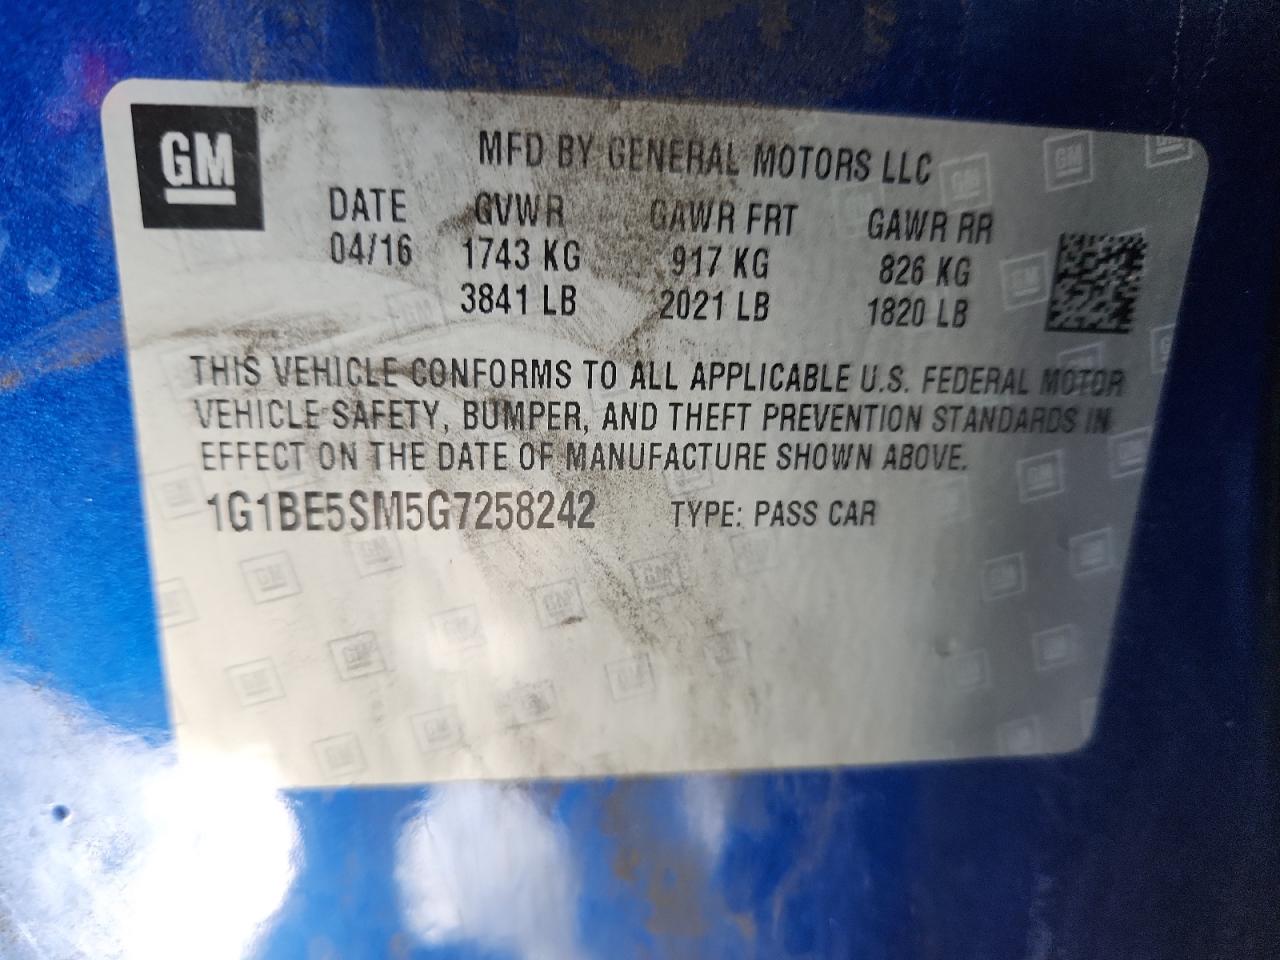 GM
MFD BY GENERAL MOTORS LLC
DATE GVWR GAWR FRT GAWR RR
04/16 1743 KG 917 KG 826 KG
3841 LB 2021 LB 1820 LB
THIS VEHICLE CONFORMS TO ALL APPLICABLE U.S. FEDERAL MOTOR
VEHICLE SAFETY, BUMPER, AND THEFT PREVENTION STANDARDS IN
EFFECT ON THE DATE OF MANUFACTURE SHOWN ABOVE.
1G1BE5SM5G7258242 TYPE: PASS CAR